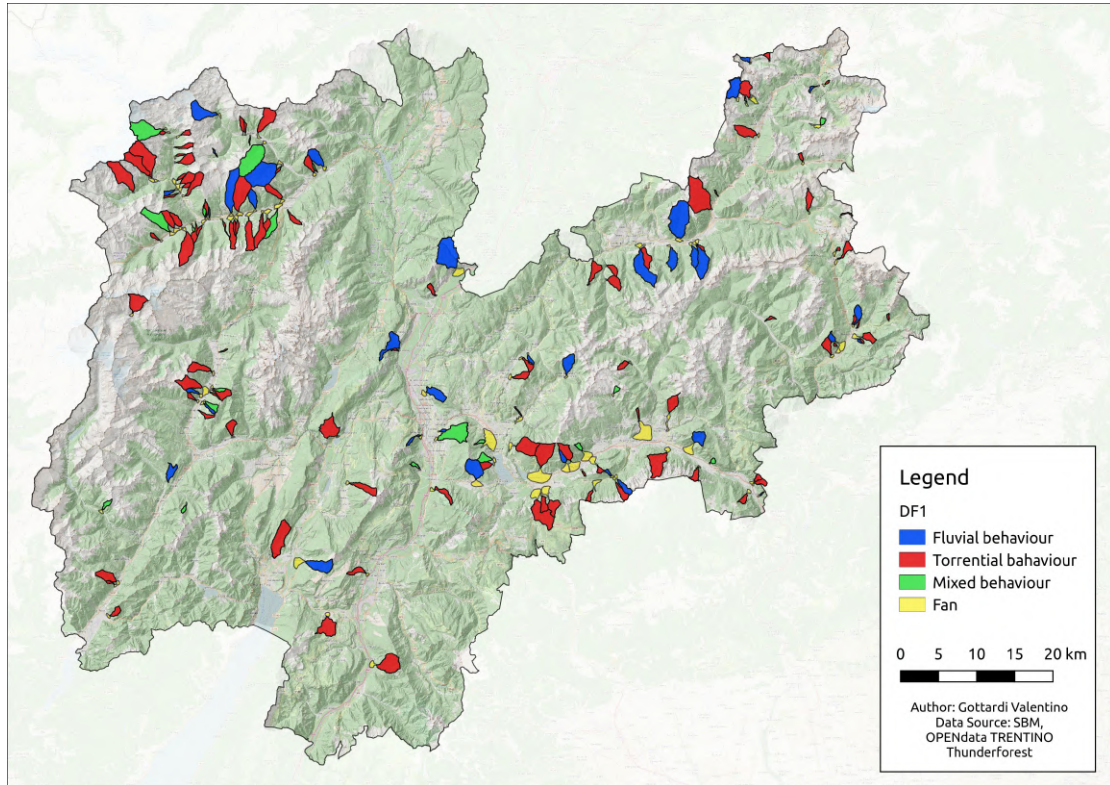 Legend
DF1
Fluvial behaviour
Torrential bahaviour
Mixed behaviour
Fan
0 5 10 15 20 km
Author: Gottardi Valentino
Data Source: SBM,
OPENdata TRENTINO
Thunderforest